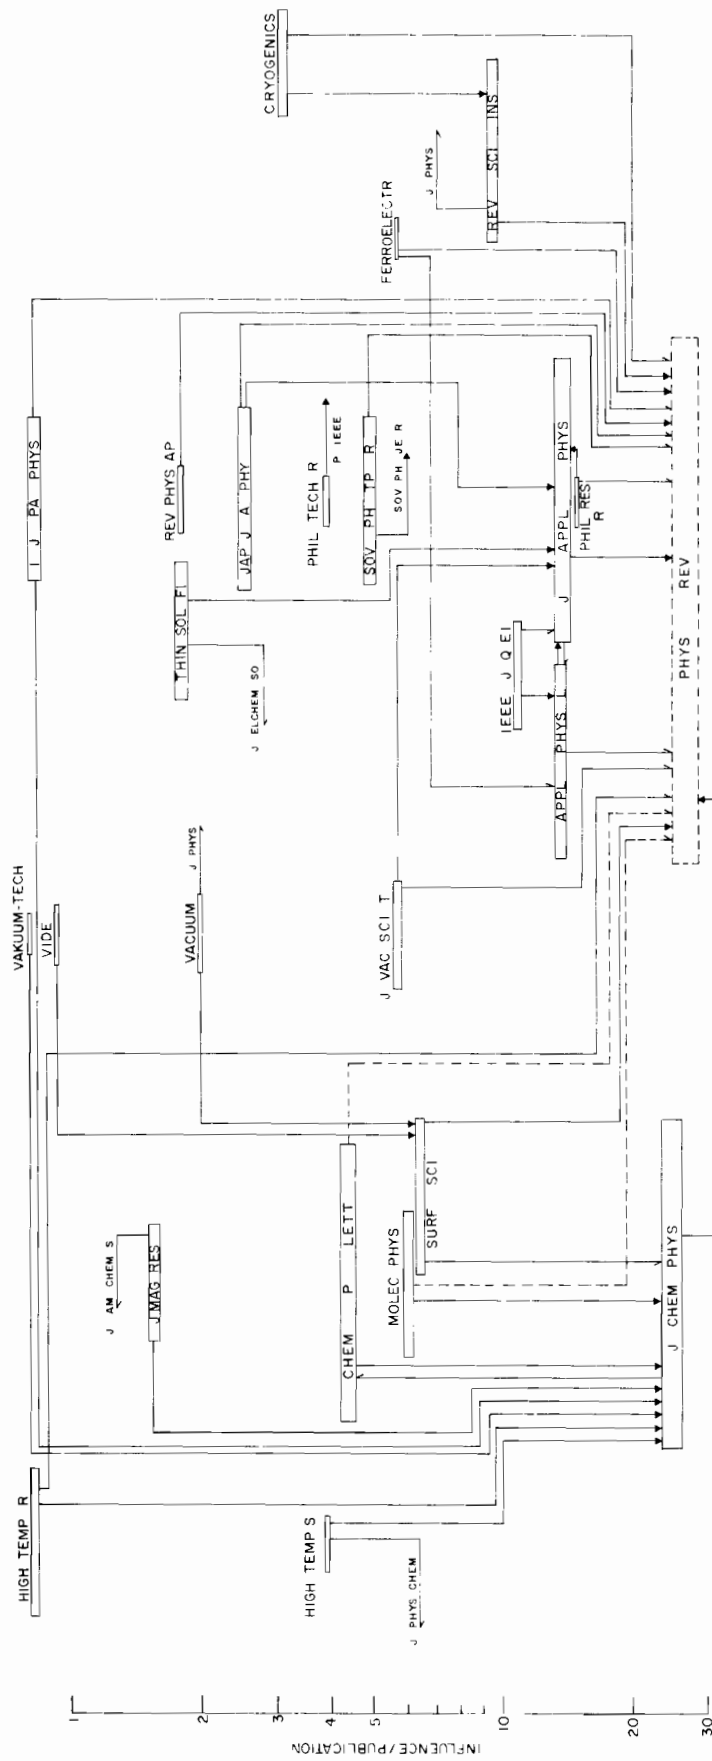 CRYOGENICS
REV SCI INS
J PHYS
FERROELECTR
I J PA PHYS
REV PHYS AP
THIN SOL FI
J ELCHEM SO
JAP J A PHY
PHIL TECH R
P IEEE
SOV PH TP R
SOV PH JE R
J APPL PHYS
PHIL RES
R
IEEE J Q EI
APPL PHYS L
PHYS REV
VAKUUM-TECH
VIDE
VACUUM
J PHYS
J VAC SCI T
J AM CHEM S
J MAG RES
CHEM P LETT
MOLEC PHYS
SURF SCI
J CHEM PHYS
HIGH TEMP R
HIGH TEMP S
J PHYS CHEM
INFLUENCE/PUBLICATION
1
2
3
4
5
10
20
30